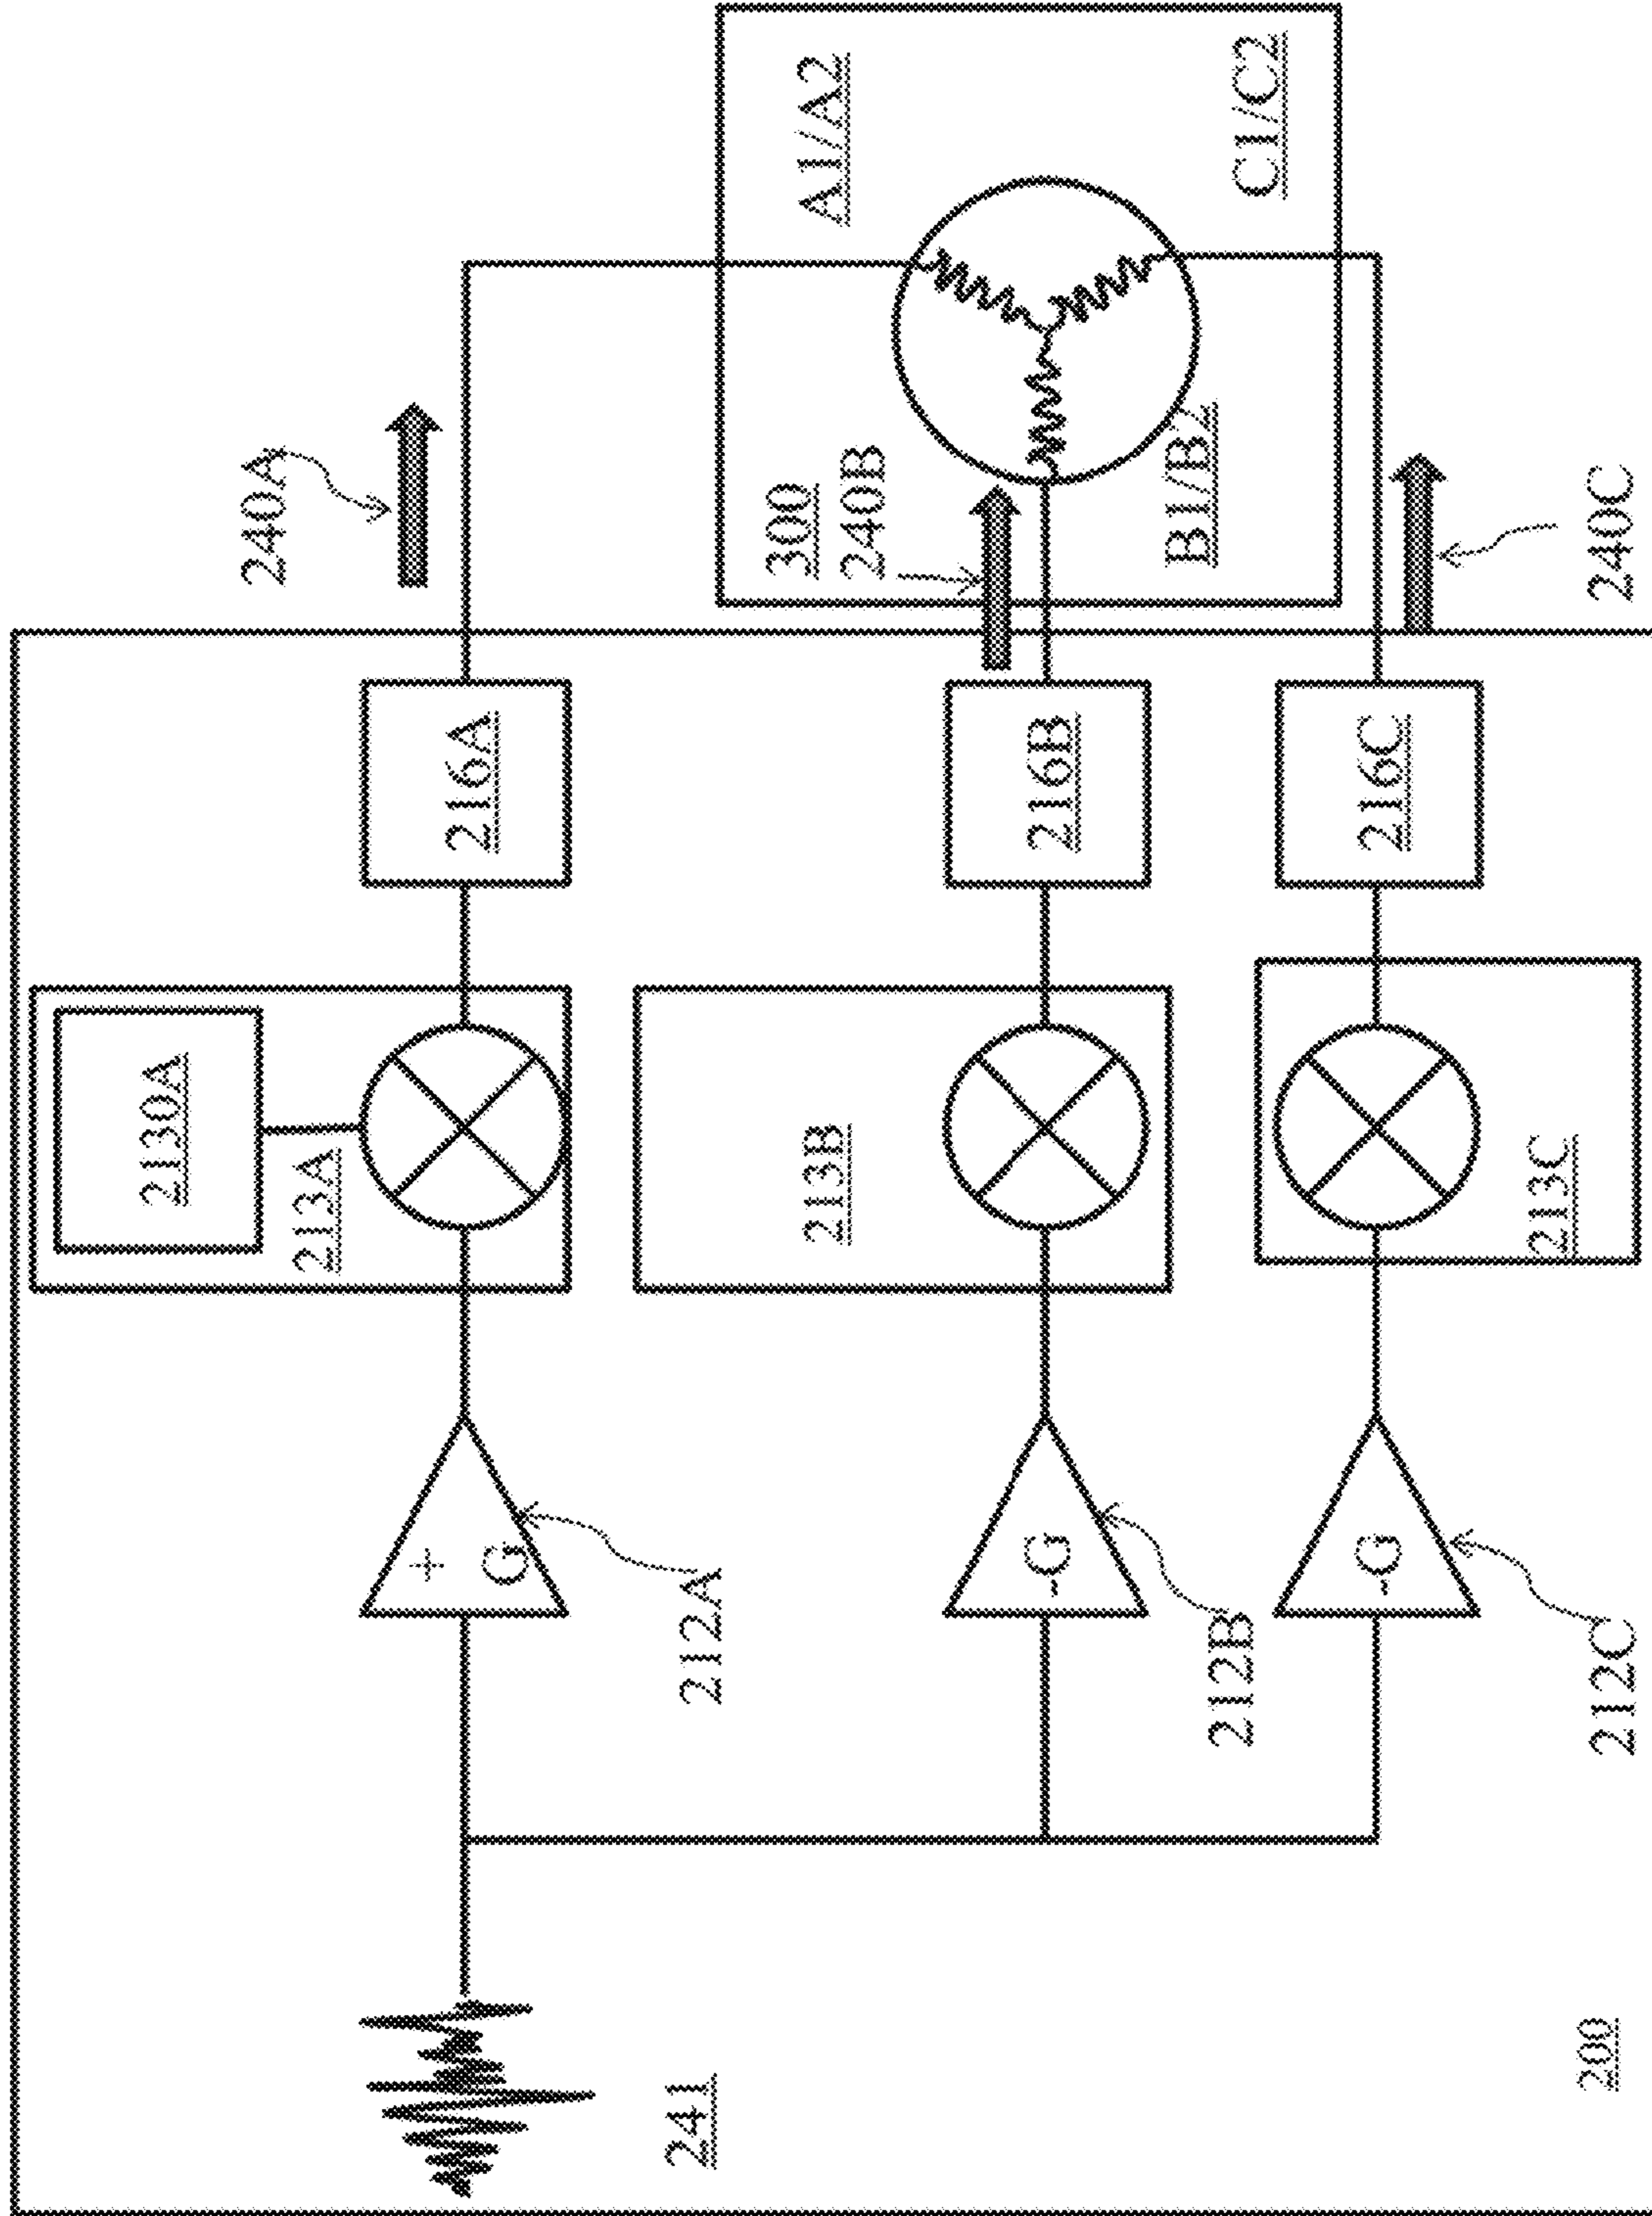 241
200
+
G
212A
-G
212B
-G
212C
2130A
213A
213B
213C
216A
216B
216C
240A
300
240B
240C
A1/A2
B1/B2
C1/C2